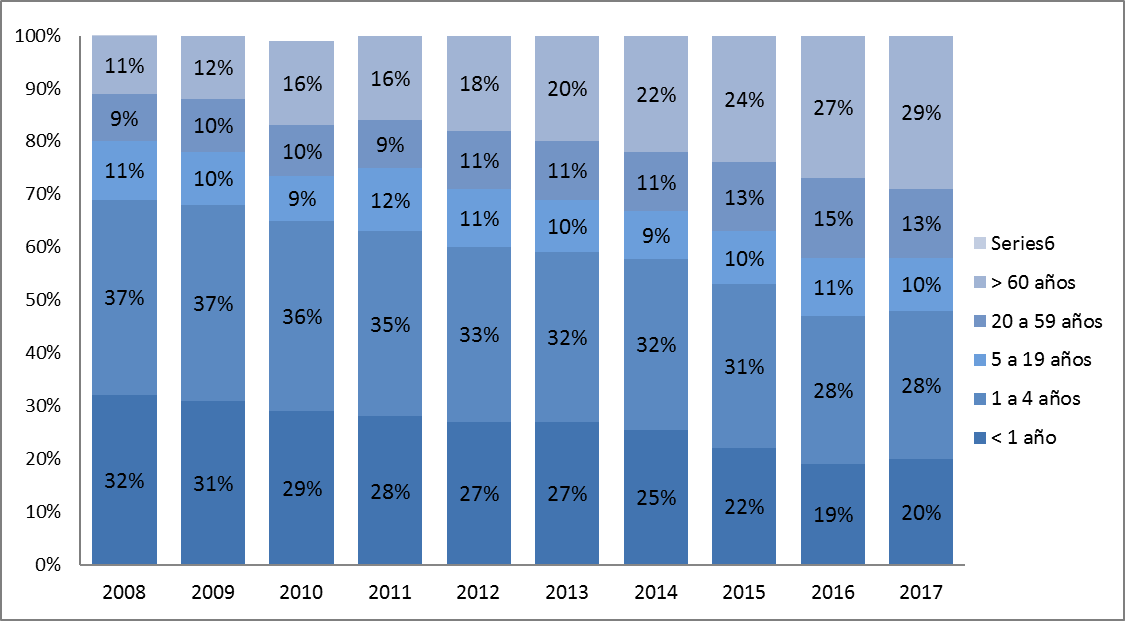 100%
90%
80%
70%
60%
50%
40%
30%
20%
10%
0%
11% 12% 16% 16% 18% 20% 22% 24% 27% 29%
9% 10% 10% 9% 11% 11% 11% 13% 15% 13%
11% 10% 9% 12% 11% 10% 9% 10% 11% 10%
37% 37% 36% 35% 33% 32% 32% 31% 28% 28%
32% 31% 29% 28% 27% 27% 25% 22% 19% 20%
2008 2009 2010 2011 2012 2013 2014 2015 2016 2017
Series6
> 60 años
20 a 59 años
5 a 19 años
1 a 4 años
< 1 año